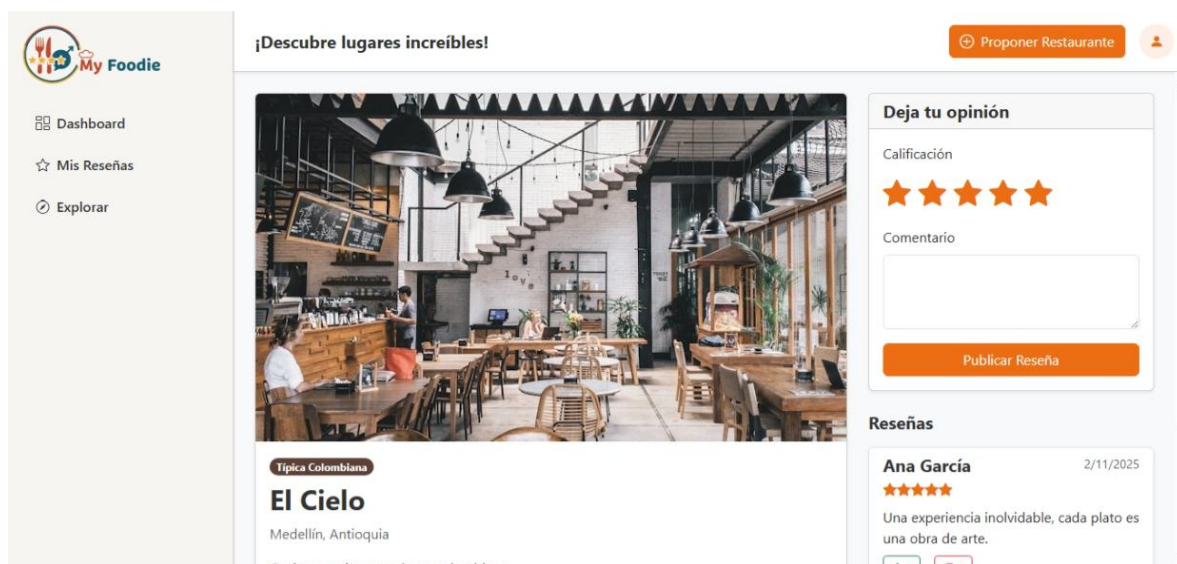 My Foodie
Dashboard
Mis Reseñas
Explorar
¡Descubre lugares increíbles!
Proponer Restaurante
love
Típica Colombiana
El Cielo
Medellín, Antioquia
Deja tu opinión
Calificación
Comentario
Publicar Reseña
Reseñas
Ana García
2/11/2025
Una experiencia inolvidable, cada plato es
una obra de arte.